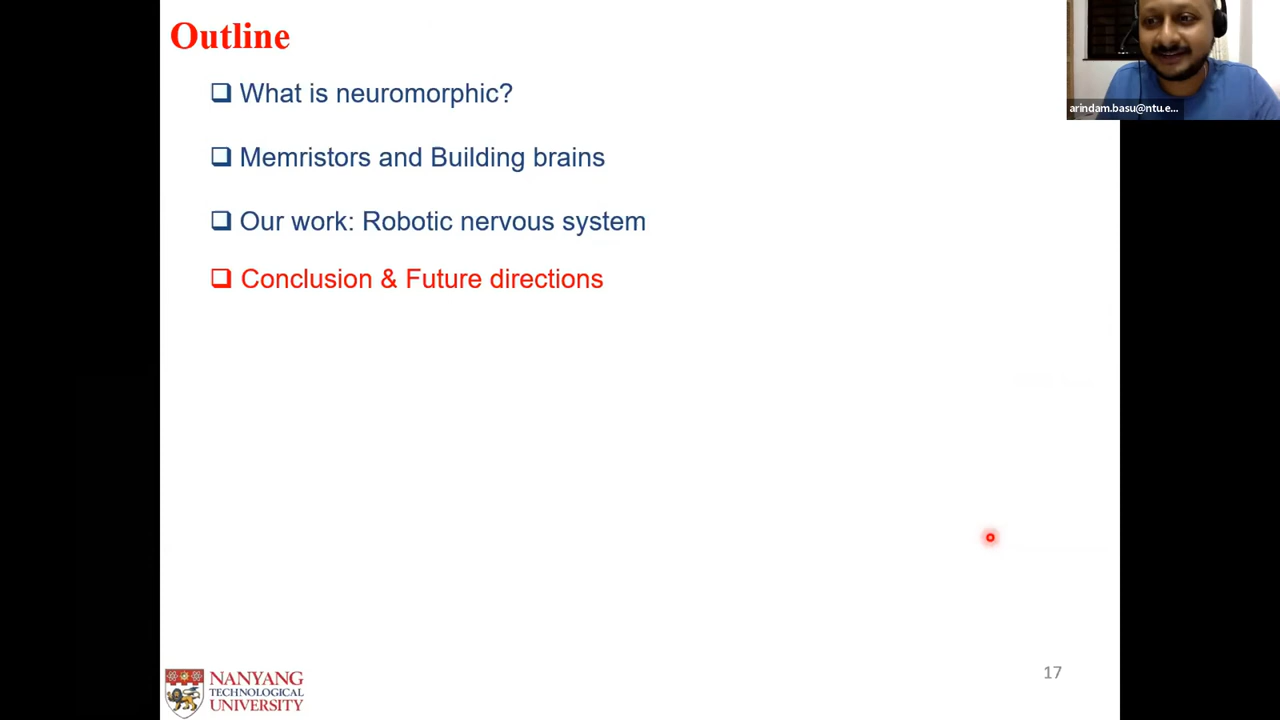 Outline
What is neuromorphic?
Memristors and Building brains
Our work: Robotic nervous system
Conclusion & Future directions
arindam.basu@ntu.e...
NANYANG
TECHNOLOGICAL
UNIVERSITY
17